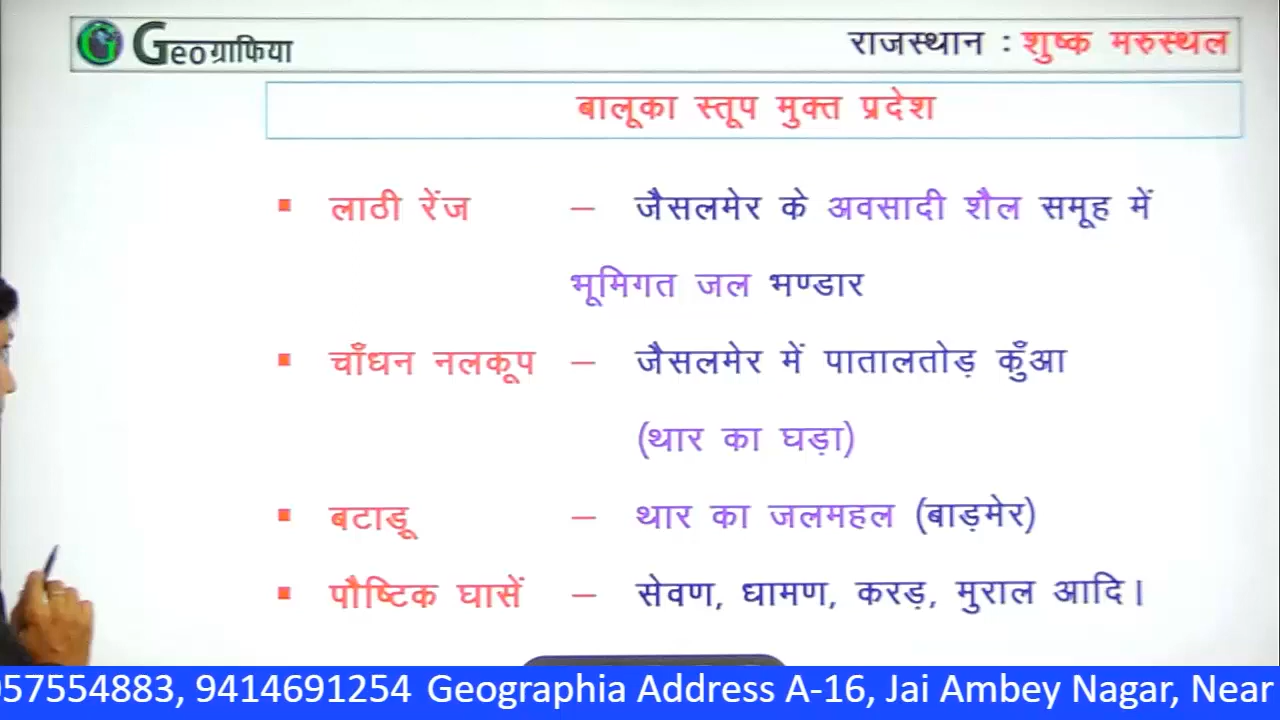 Geoग्राफिया
राजस्थान : शुष्क मरुस्थल
बालूका स्तूप मुक्त प्रदेश
▪ लाठी रेंज – जैसलमेर के अवसादी शैल समूह में
भूमिगत जल भण्डार
▪ चाँधन नलकूप – जैसलमेर में पातालतोड़ कुँआ
(थार का घड़ा)
▪ बटाडू – थार का जलमहल (बाड़मेर)
▪ पौष्टिक घासें – सेवण, धामण, करड़, मुराल आदि।
057554883, 9414691254 Geographia Address A-16, Jai Ambey Nagar, Near